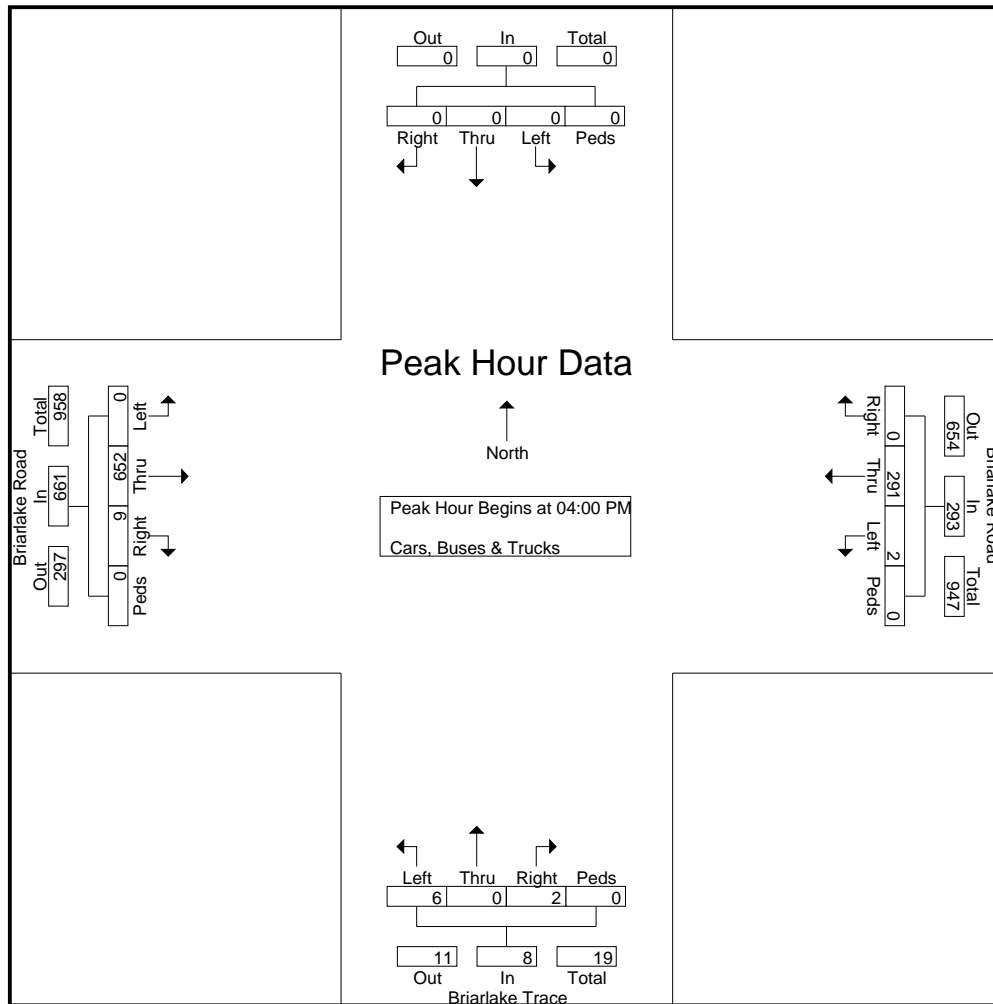 Out In Total
0 0 0
0 0 0 0
Right Thru Left Peds
Peak Hour Data
North
Peak Hour Begins at 04:00 PM
Cars, Buses & Trucks
Briarlake Road
Out In Total
297 661 958
0 652 9 0
Left Thru Right Peds
Briarlake Road
Out In Total
654 293 947
0 291 2 0
Right Thru Left Peds
Left Thru Right Peds
6 0 2 0
11 8 19
Out In Total
Briarlake Trace